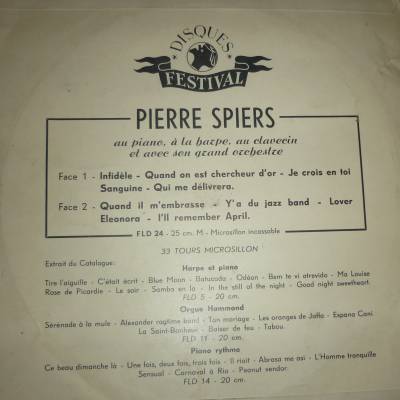 DISQUES
FESTIVAL
PIERRE SPIERS
au piano, à la harpe, au clavecin
et avec son grand orchestre
Face 1 - Infidèle - Quand on est chercheur d'or - Je crois en toi
Sanguine - Qui me délivrera.
Face 2 - Quand il m'embrasse - Y'a du jazz band - Lover
Eleonora - I'll remember April.
FLD 24 - 25 cm. M - Microsillon incassable
33 TOURS MICROSILLON
Extrait du Catalogue:
Harpe et piano
Tire l'aiguille - C'était écrit - Blue Moon - Batucada - Odéon - Bem te vi atrevido - Ma Louise
Rose de Picardie - Le soir - Samba en la - In the still of the night - Good night sweetheart.
FLD 5 - 20 cm.
Orgue Hammond
Sérénade à la mule - Alexander ragtime band - Ton mariage - Les oranges de Jaffa - Espana Cani
La Saint-Bonheur - Baiser de feu - Tabou.
FLD 11 - 20 cm.
Piano rythme
Ce beau dimanche là - Une fois, deux fois, trois fois - Il riait - Abrasa me asi - L'Homme tranquille
Sensual - Carnaval à Rio - Peanut vendor.
FLD 14 - 20 cm.